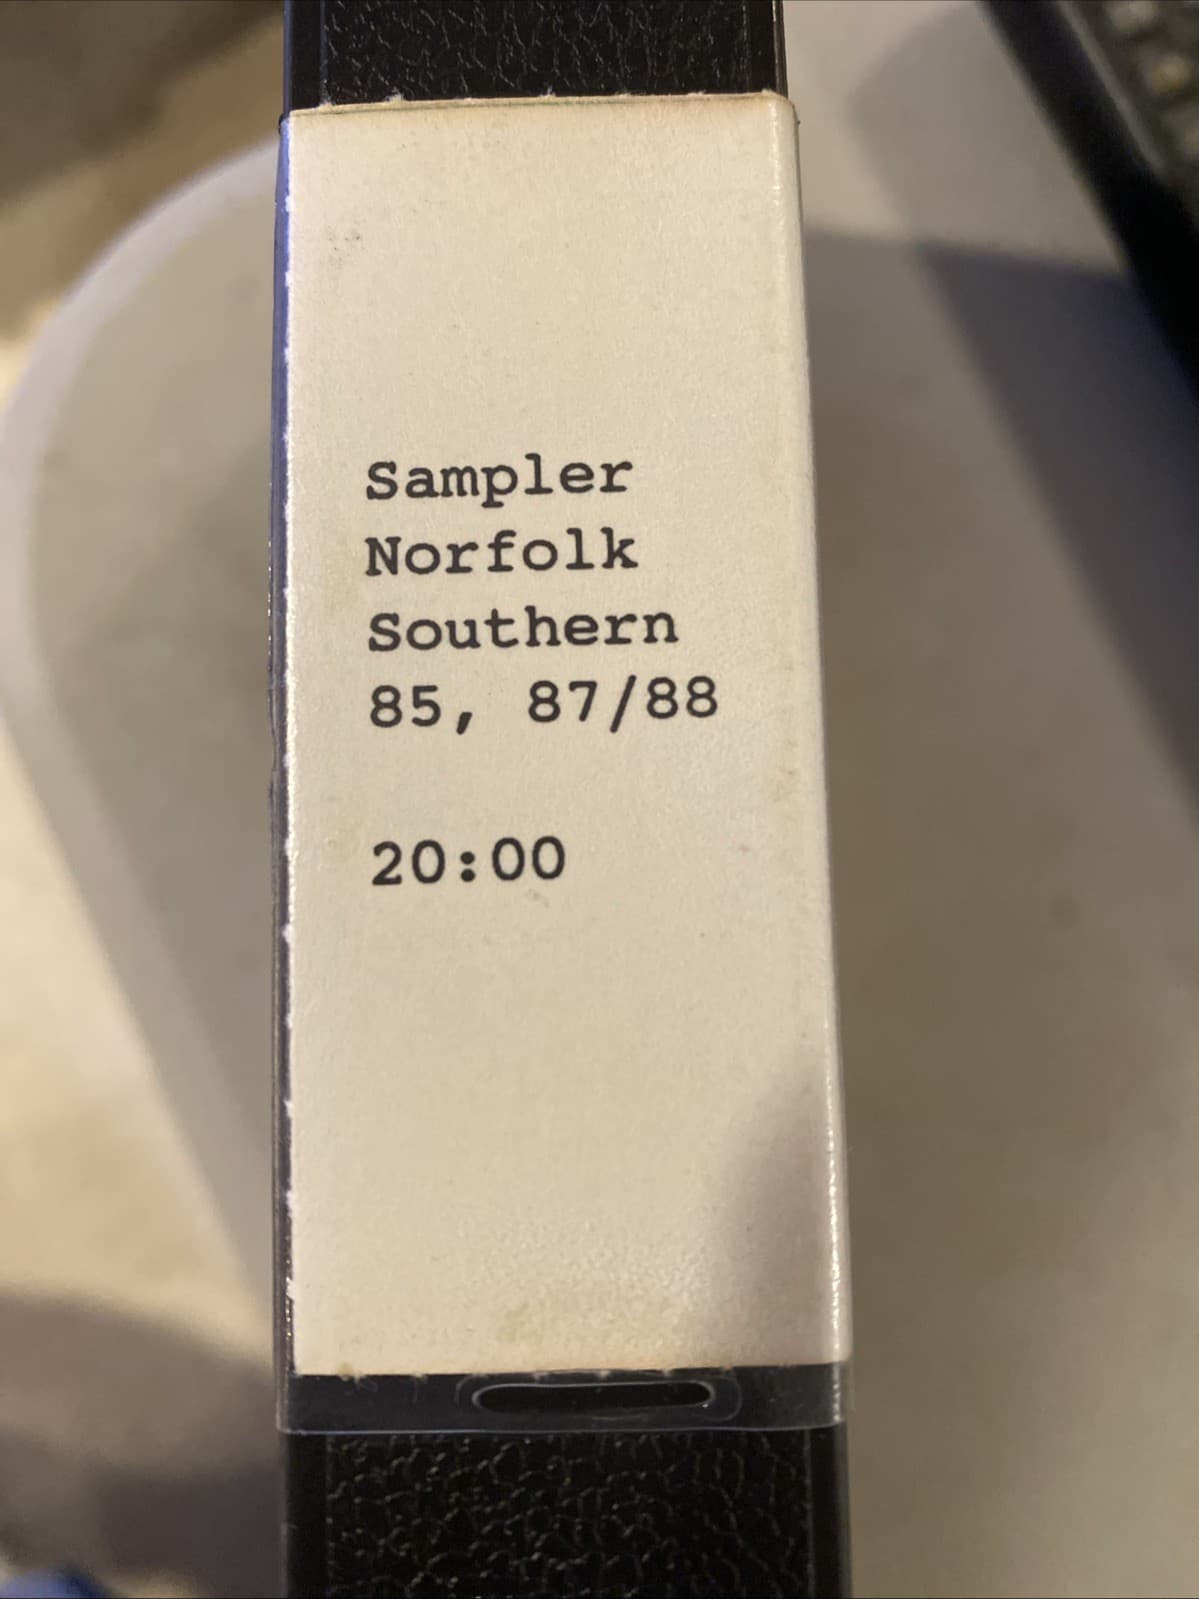 Sampler
Norfolk
Southern
85, 87/88
20:00